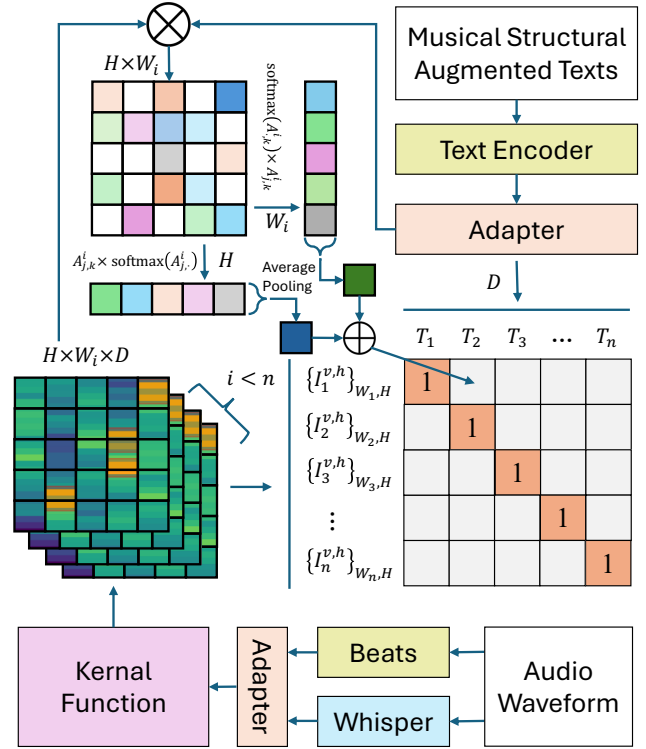 H×W_i
softmax(A^i_{·,k})×A^i_{j,k}
W_i
A^i_{j,k}×softmax(A^i_{j,·})
H
Average
Pooling
H×W_i×D
i<n
Musical Structural
Augmented Texts
Text Encoder
Adapter
D
T_1 T_2 T_3 ... T_n
{I_1^{v,h}}_{W_1,H} 1
{I_2^{v,h}}_{W_2,H} 1
{I_3^{v,h}}_{W_3,H} 1
⋮ 1
{I_n^{v,h}}_{W_n,H} 1
Kernal
Function
Adapter
Beats
Whisper
Audio
Waveform